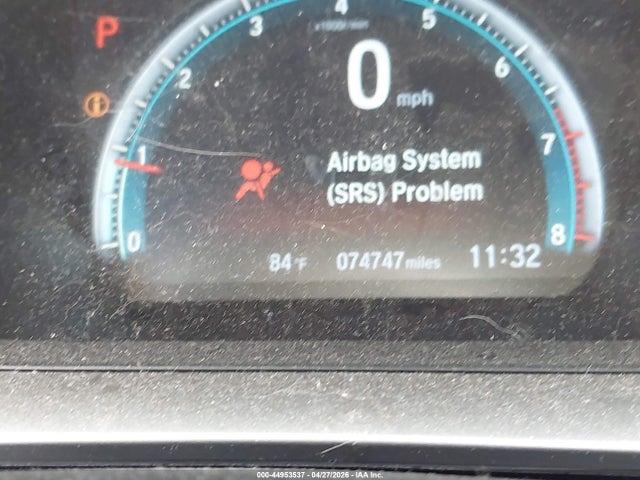 P
0
1
2
3
4
5
6
7
8
0 mph
Airbag System
(SRS) Problem
84°F
074747 miles
11:32
000-44953537 - 04/27/2026 - IAA Inc.